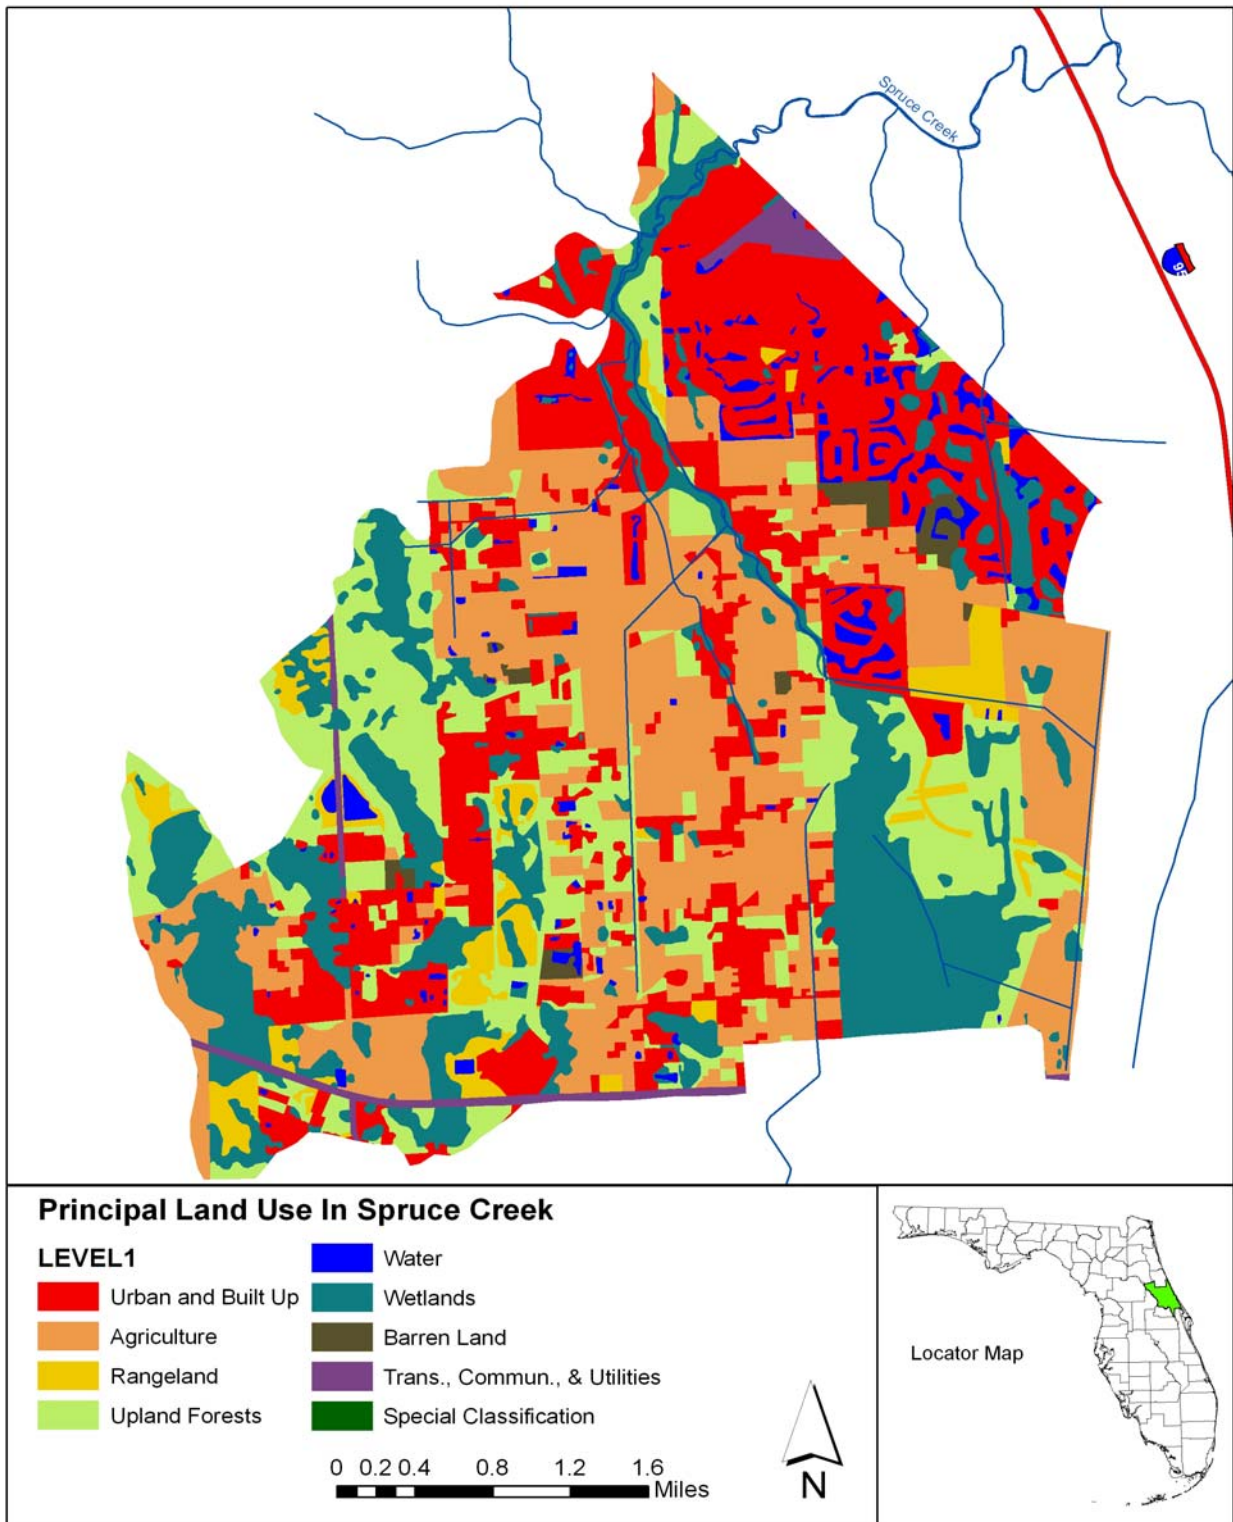 Spruce Creek
95
Principal Land Use In Spruce Creek
LEVEL1
Urban and Built Up
Agriculture
Rangeland
Upland Forests
Water
Wetlands
Barren Land
Trans., Commun., & Utilities
Special Classification
0 0.2 0.4 0.8 1.2 1.6
Miles
N
Locator Map